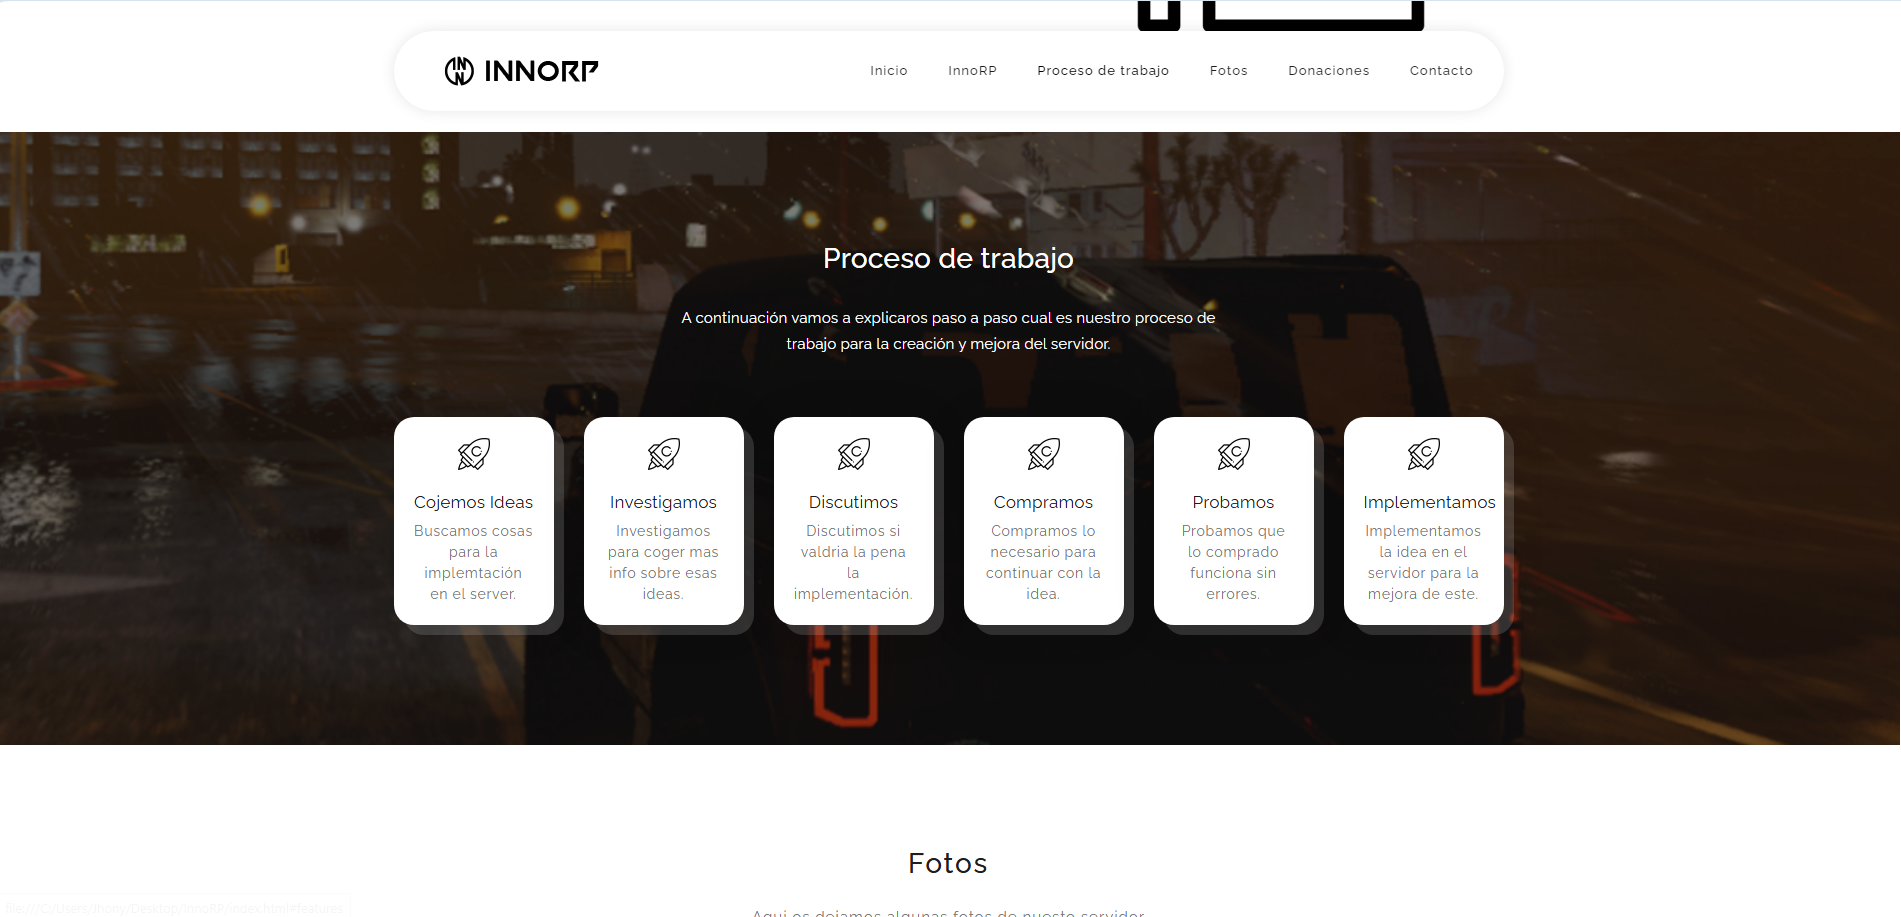 INNORP
Inicio InnoRP Proceso de trabajo Fotos Donaciones Contacto
Proceso de trabajo
A continuación vamos a explicaros paso a paso cual es nuestro proceso de
trabajo para la creación y mejora del servidor.
Cojemos Ideas
Buscamos cosas
para la
implemtación
en el server.
Investigamos
Investigamos
para coger mas
info sobre esas
ideas.
Discutimos
Discutimos si
valdria la pena
la
implementación.
Compramos
Compramos lo
necesario para
continuar con la
idea.
Probamos
Probamos que
lo comprado
funciona sin
errores.
Implementamos
Implementamos
la idea en el
servidor para la
mejora de este.
Fotos
Aqui os dejamos algunas fotos de nuesto servidor
file:///C:/Users/Jhony/Desktop/InnoRP/index.html#features